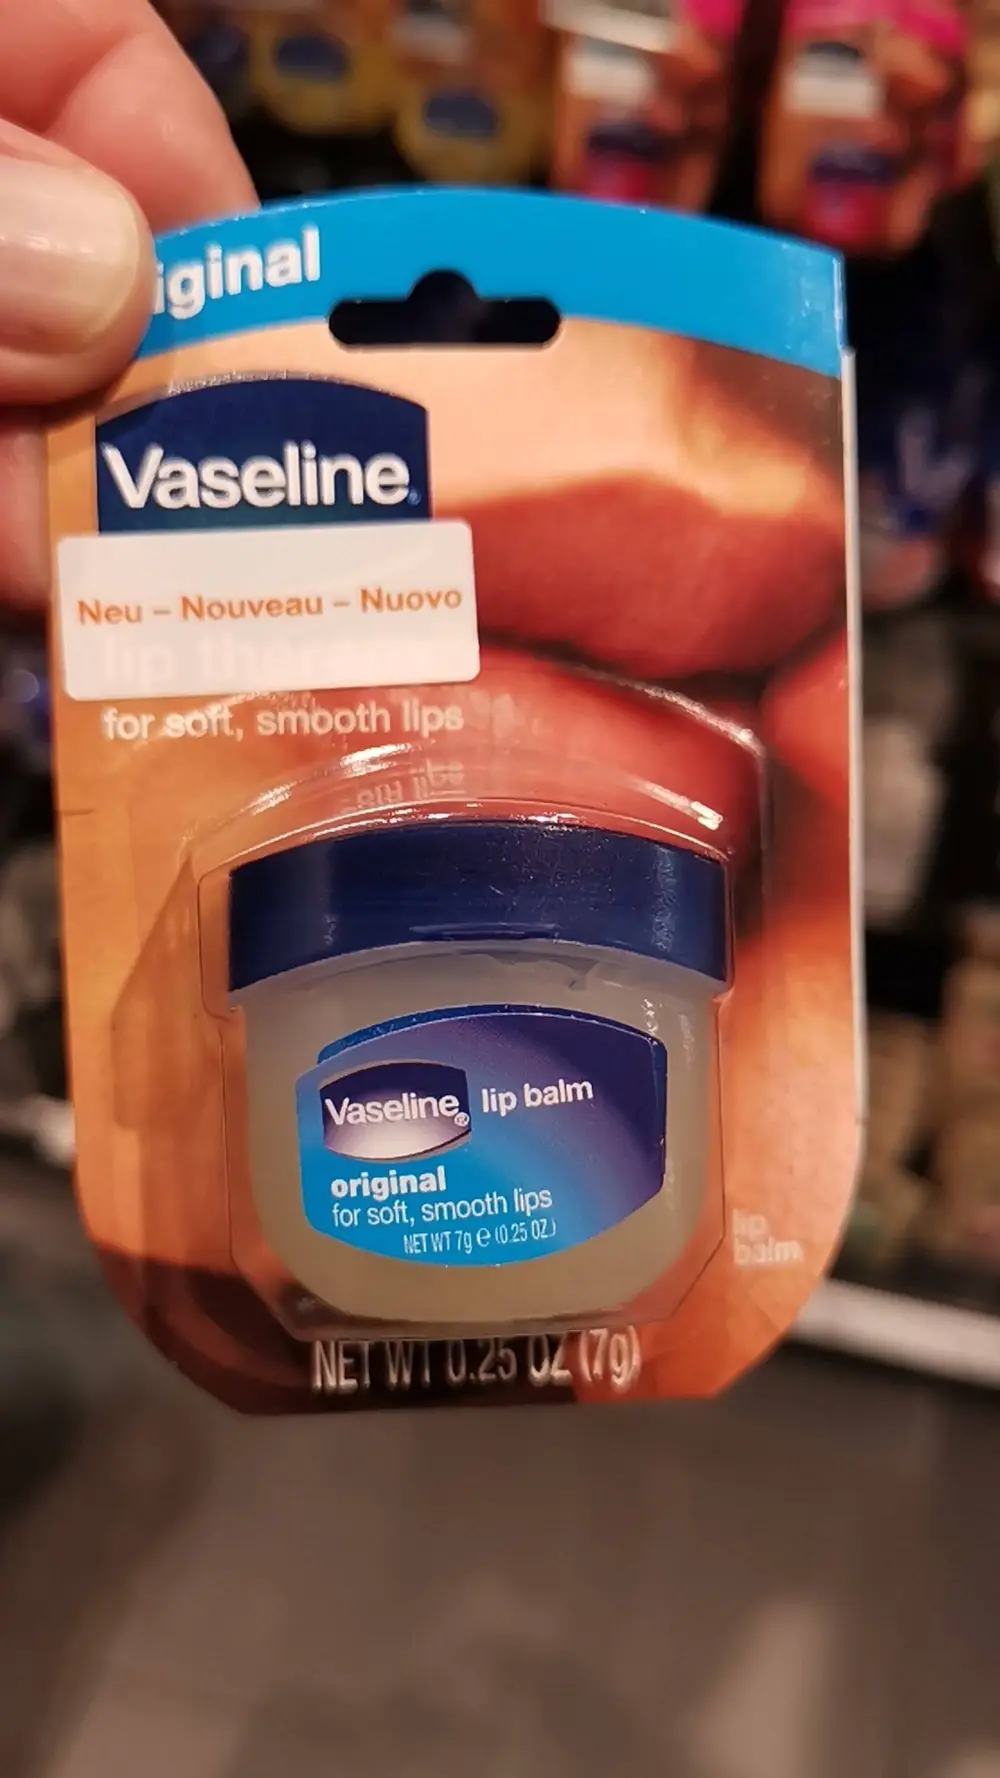 iginal
Vaseline®
Neu – Nouveau – Nuovo
for soft, smooth lips
Vaseline® lip balm
original
for soft, smooth lips
NET WT 7g ℮ (0.25 OZ.)
lip
balm
NET WT 0.25 OZ (7g)